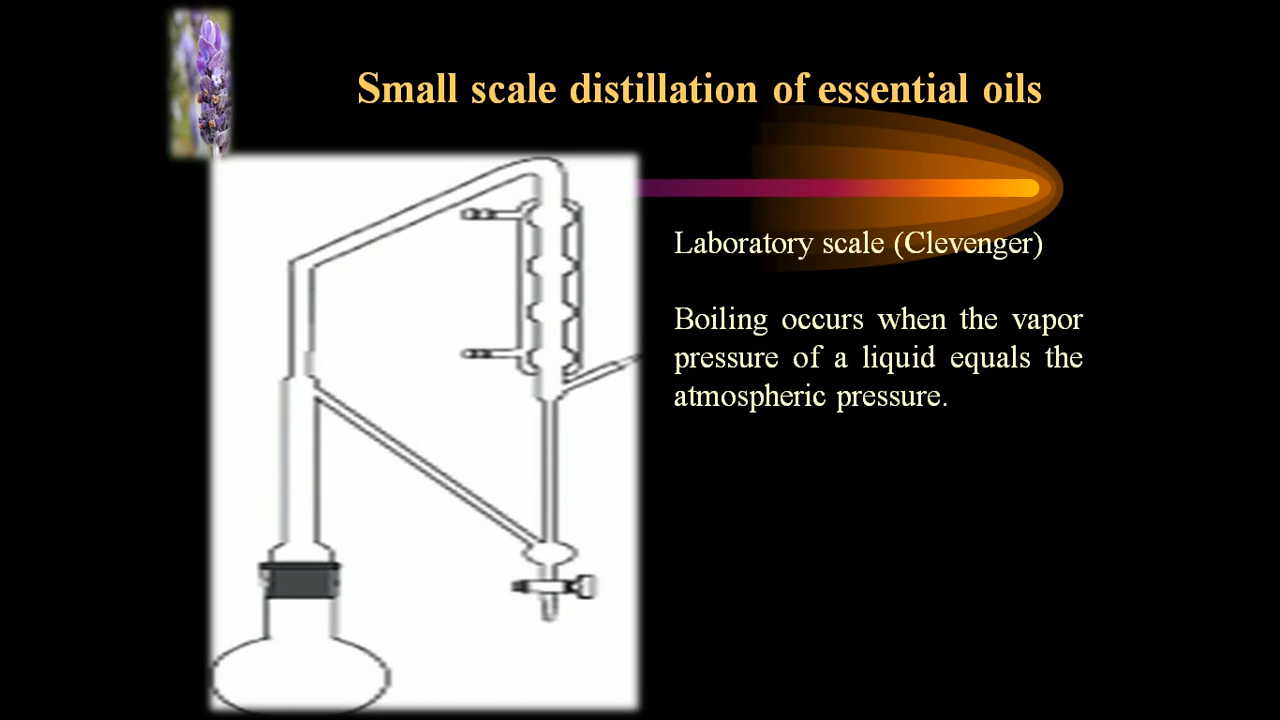 Small scale distillation of essential oils
Laboratory scale (Clevenger)
Boiling occurs when the vapor
pressure of a liquid equals the
atmospheric pressure.